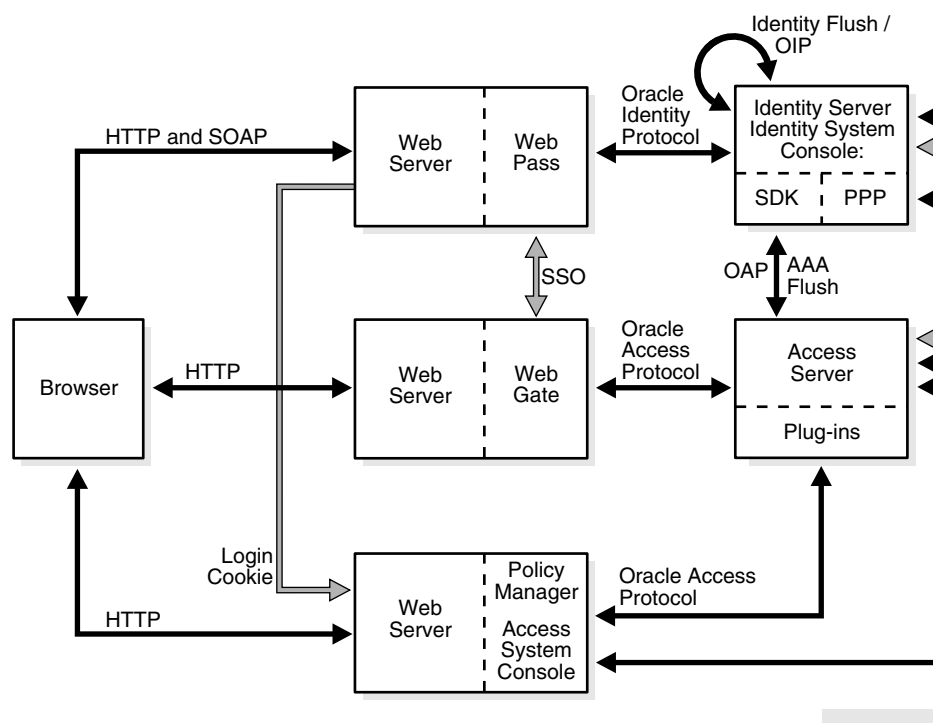 Identity Flush /
OIP
HTTP and SOAP
Web
Server
Web
Pass
Oracle
Identity
Protocol
Identity Server
Identity System
Console:
SDK
PPP
SSO
OAP
AAA
Flush
Browser
HTTP
Web
Server
Web
Gate
Oracle
Access
Protocol
Access
Server
Plug-ins
Login
Cookie
HTTP
Web
Server
Policy
Manager
Access
System
Console
Oracle Access
Protocol